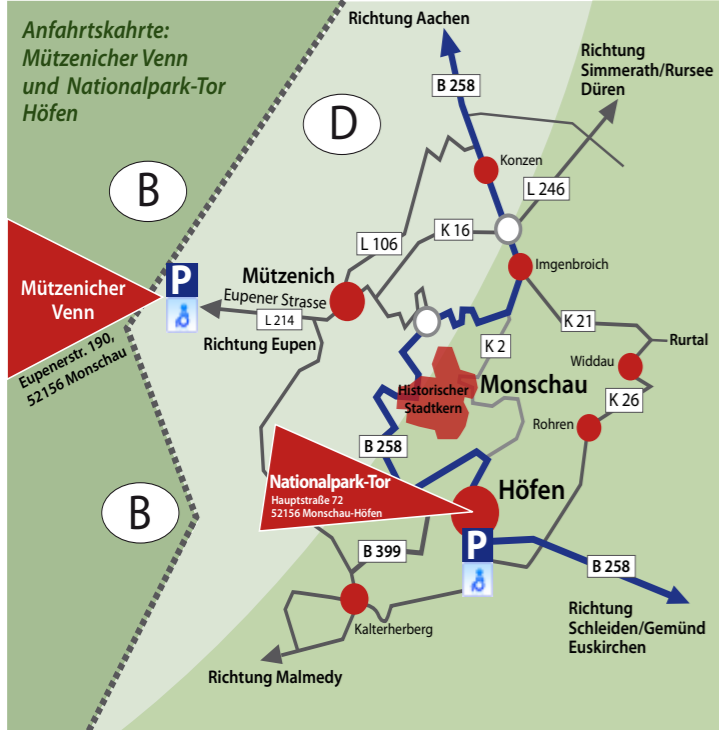 Anfahrtskahrte:
Mützenicher Venn
und Nationalpark-Tor
Höfen
Richtung Aachen
Richtung
Simmerath/Rursee
Düren
B 258
D
B
Konzen
L 246
K 16
L 106
Mützenicher
Venn
P
Mützenich
Eupener Strasse
L 214
Richtung Eupen
Imgenbroich
K 21
K 2
Rurtal
Widdau
Eupenerstr. 190,
52156 Monschau
Historischer
Stadtkern
Monschau
K 26
Rohren
B 258
Nationalpark-Tor
Hauptstraße 72
52156 Monschau-Höfen
Höfen
B
P
B 399
B 258
Kalterherberg
Richtung
Schleiden/Gemünd
Euskirchen
Richtung Malmedy